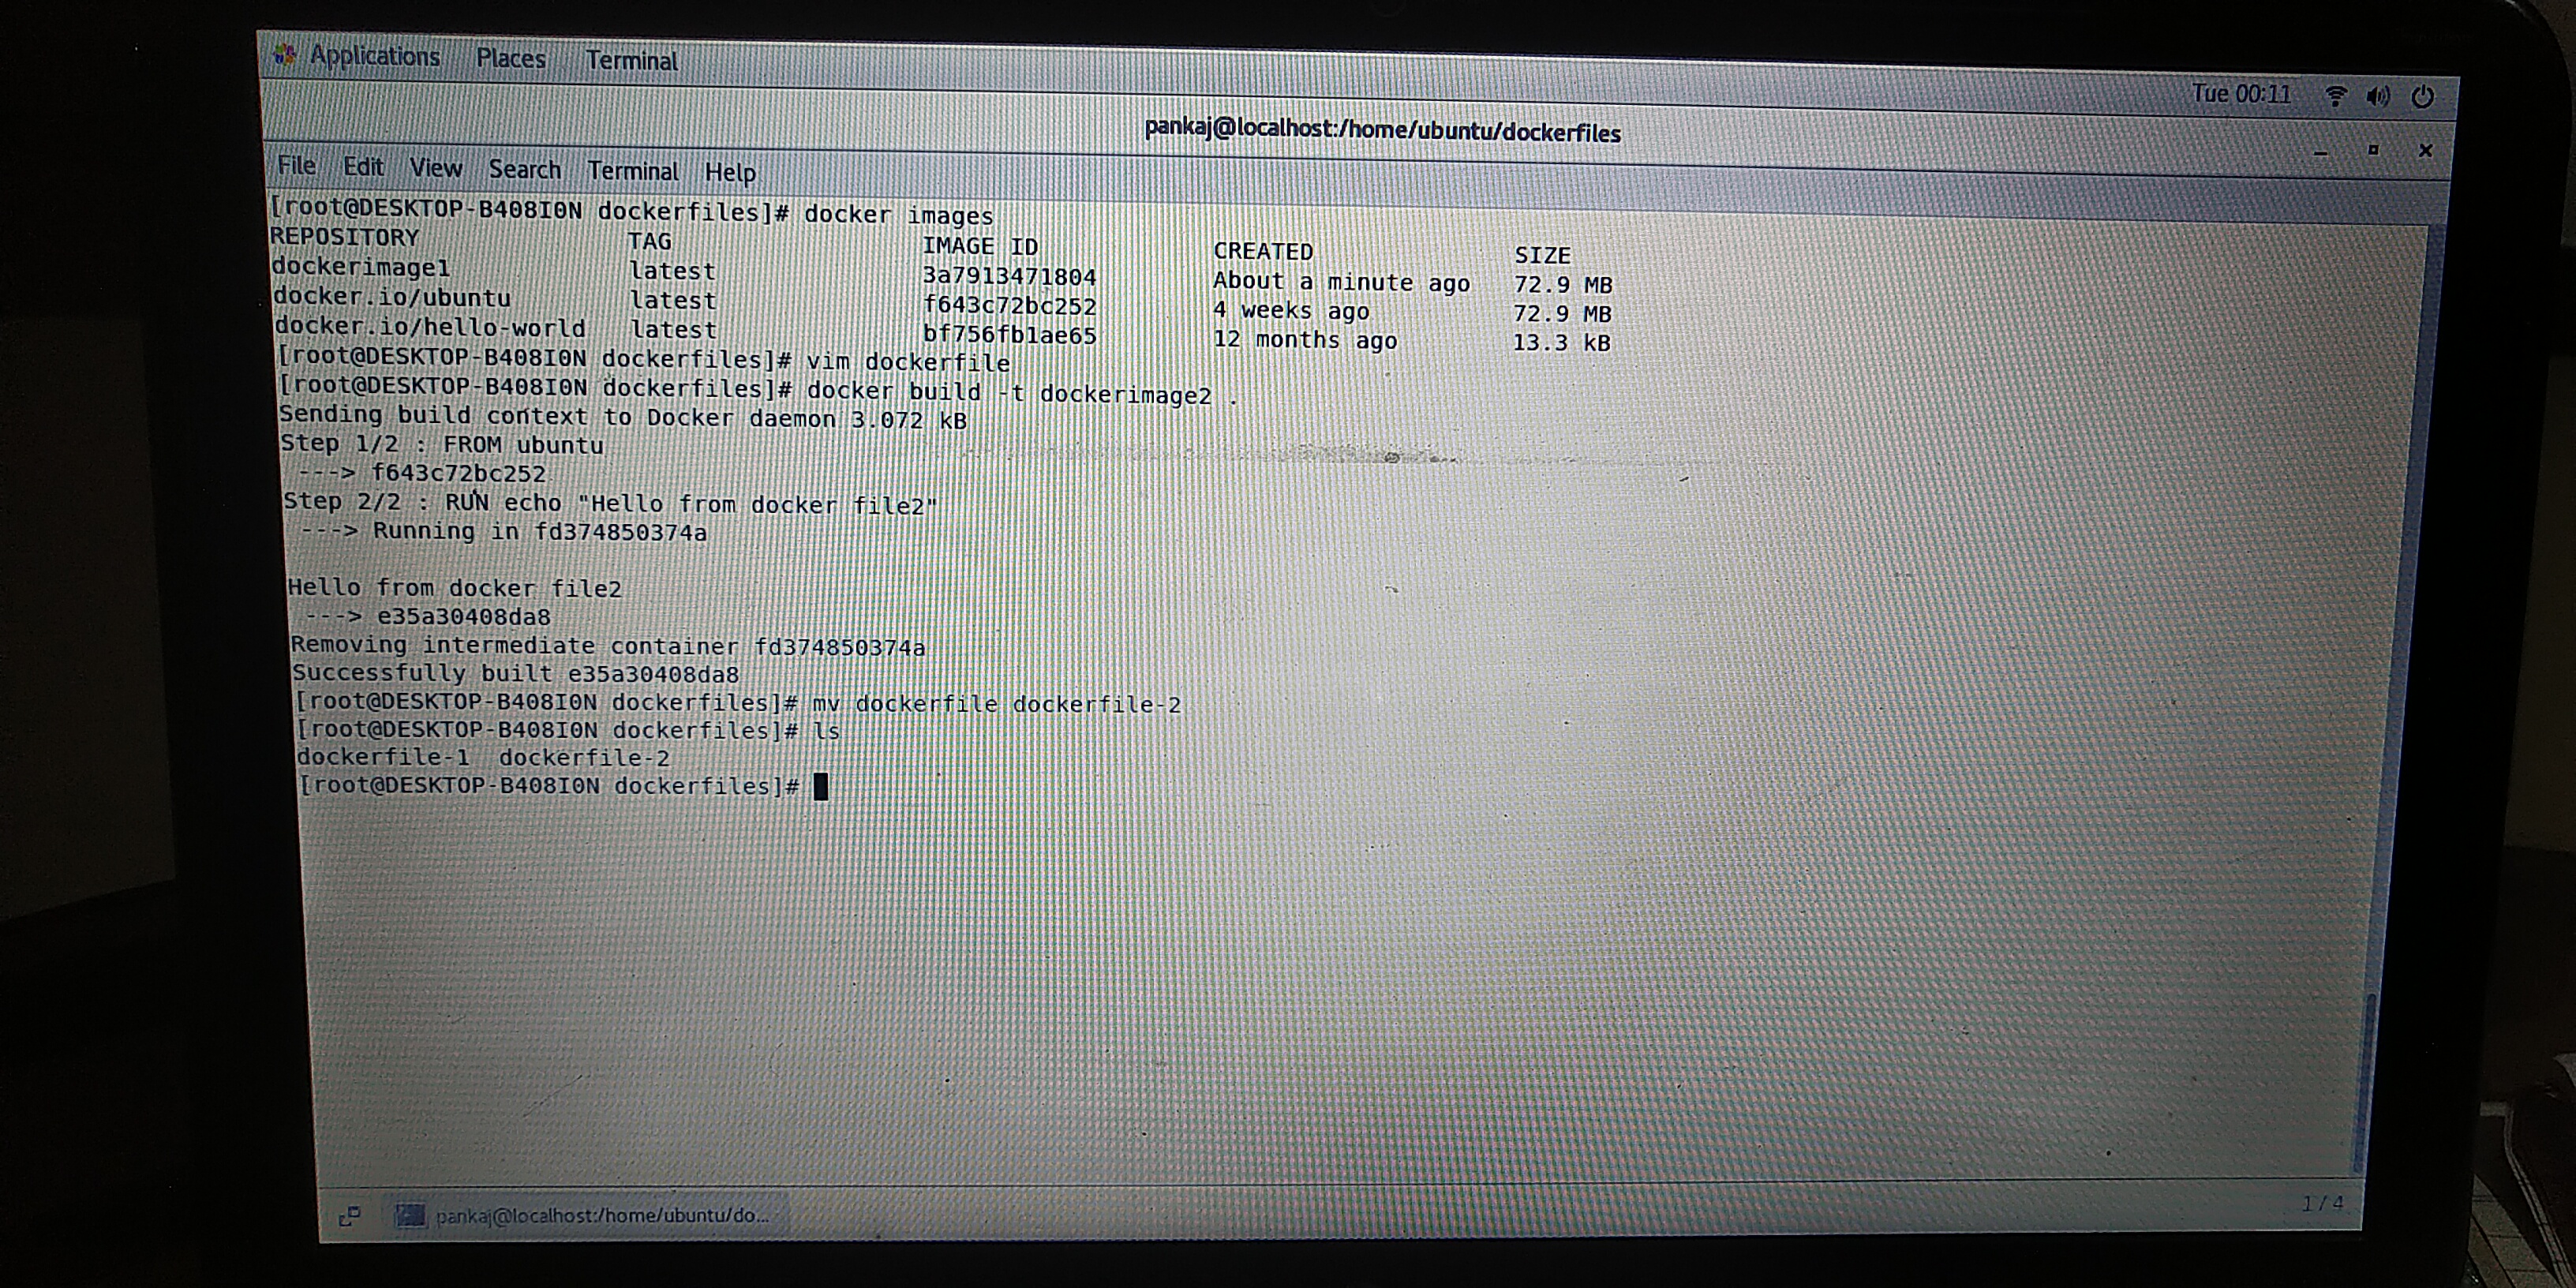 Applications Places Terminal
Tue 00:11
pankaj@localhost:/home/ubuntu/dockerfiles
File Edit View Search Terminal Help
[root@DESKTOP-B408I0N dockerfiles]# docker images
REPOSITORY TAG IMAGE ID CREATED SIZE
dockerimage1 latest 3a7913471804 About a minute ago 72.9 MB
docker.io/ubuntu latest f643c72bc252 4 weeks ago 72.9 MB
docker.io/hello-world latest bf756fb1ae65 12 months ago 13.3 kB
[root@DESKTOP-B408I0N dockerfiles]# vim dockerfile
[root@DESKTOP-B408I0N dockerfiles]# docker build -t dockerimage2 .
Sending build context to Docker daemon 3.072 kB
Step 1/2 : FROM ubuntu
---> f643c72bc252
Step 2/2 : RUN echo "Hello from docker file2"
---> Running in fd374850374a
Hello from docker file2
---> e35a30408da8
Removing intermediate container fd374850374a
Successfully built e35a30408da8
[root@DESKTOP-B408I0N dockerfiles]# mv dockerfile dockerfile-2
[root@DESKTOP-B408I0N dockerfiles]# ls
dockerfile-1 dockerfile-2
[root@DESKTOP-B408I0N dockerfiles]#
pankaj@localhost:/home/ubuntu/do...
1 / 4